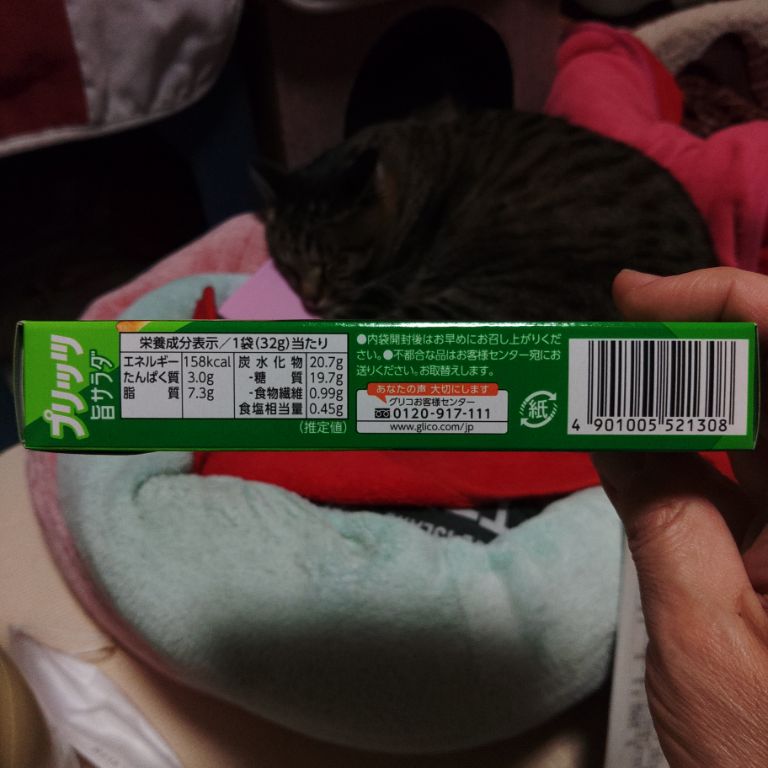 プリッツ
旨サラダ
栄養成分表示/1袋(32g)当たり
エネルギー 158kcal
たんぱく質 3.0g
脂質 7.3g
炭水化物 20.7g
-糖質 19.7g
-食物繊維 0.99g
食塩相当量 0.45g
(推定値)
●内袋開封後はお早めにお召し上がりくだ
さい。●不都合な品はお客様センター宛にお
送りください。お取替えします。
あなたの声 大切にします
グリコお客様センター
0120-917-111
www.glico.com/jp
紙
4 901005 521308